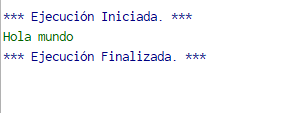 *** Ejecución Iniciada. ***
Hola mundo
*** Ejecución Finalizada. ***